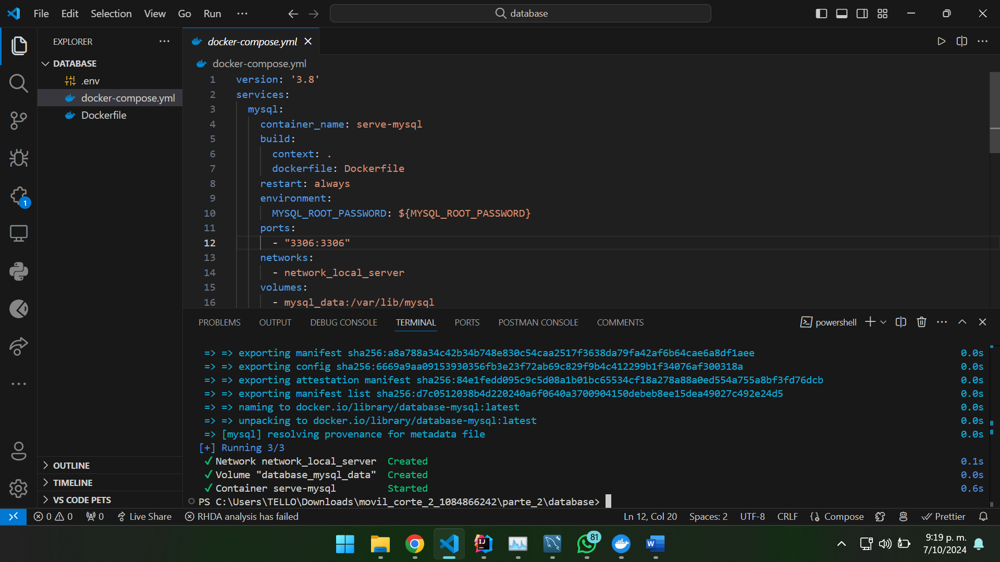 File Edit Selection View Go Run ··· database
EXPLORER ···
DATABASE
.env
docker-compose.yml
Dockerfile
OUTLINE
TIMELINE
VS CODE PETS
1
docker-compose.yml
docker-compose.yml
1 version: '3.8'
2 services:
3 mysql:
4 container_name: serve-mysql
5 build:
6 context: .
7 dockerfile: Dockerfile
8 restart: always
9 environment:
10 MYSQL_ROOT_PASSWORD: ${MYSQL_ROOT_PASSWORD}
11 ports:
12 - "3306:3306"
13 networks:
14 - network_local_server
15 volumes:
16 - mysql_data:/var/lib/mysql
PROBLEMS OUTPUT DEBUG CONSOLE TERMINAL PORTS POSTMAN CONSOLE COMMENTS powershell
=> => exporting manifest sha256:a8a788a34c42b34b748e830c54caa2517f3638da79fa42af6b64cae6a8df1aee 0.0s
=> => exporting config sha256:6669a9aa09153930356fb3e23f72ab69c829f9b4c412299b1f34076af300318a 0.0s
=> => exporting attestation manifest sha256:84e1fedd095c9c5d08a1b01bc65534cf18a278a88a0ed554a755a8bf3fd76dcb 0.0s
=> => exporting manifest list sha256:d7c0512038b4d220240a6f0640a3700904150debeb8ee15dea49027c492e24d5 0.0s
=> => naming to docker.io/library/database-mysql:latest 0.0s
=> => unpacking to docker.io/library/database-mysql:latest 0.0s
=> [mysql] resolving provenance for metadata file 0.0s
[+] Running 3/3
✓ Network network_local_server Created 0.1s
✓ Volume "database_mysql_data" Created 0.0s
✓ Container serve-mysql Started 0.6s
PS C:\Users\TELLO\Downloads\movil_corte_2_1084866242\parte_2\database>
0 0 0 Live Share RHDA analysis has failed Ln 12, Col 20 Spaces: 2 UTF-8 CRLF Compose Prettier
IJ 81 W
9:19 p. m.
7/10/2024